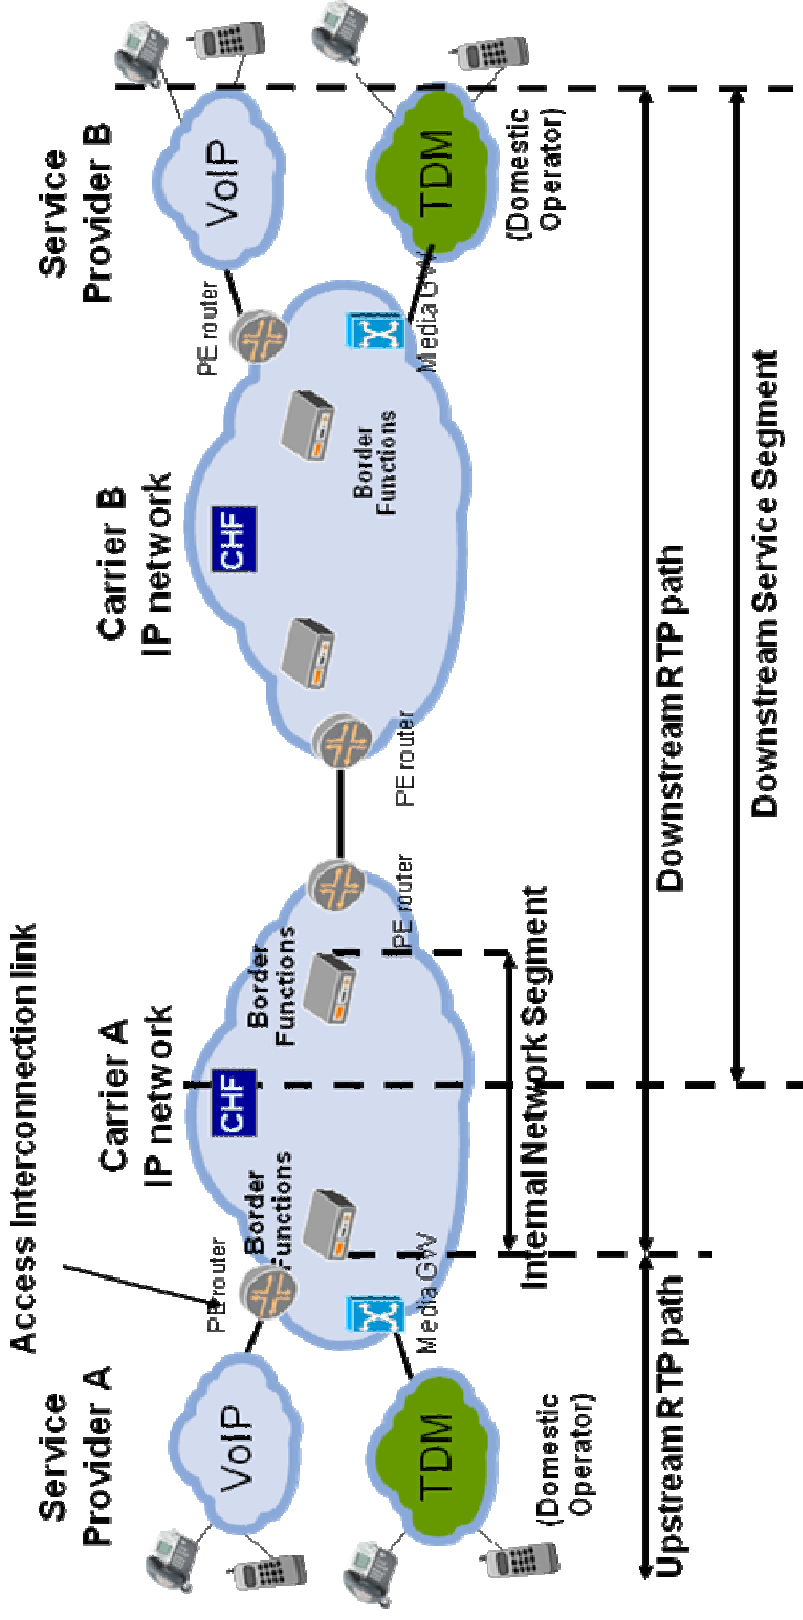 Access Interconnection link
Service
Provider A
Carrier A
IP network
Carrier B
IP network
Service
Provider B
VoIP
PE router
Border
Functions
CHF
Border
Functions
PE router
PE router
CHF
Border
Functions
PE router
VoIP
TDM
Media GW
Media GW
TDM
(Domestic
Operator)
(Domestic
Operator)
Internal Network Segment
Upstream RTP path
Downstream RTP path
Downstream Service Segment